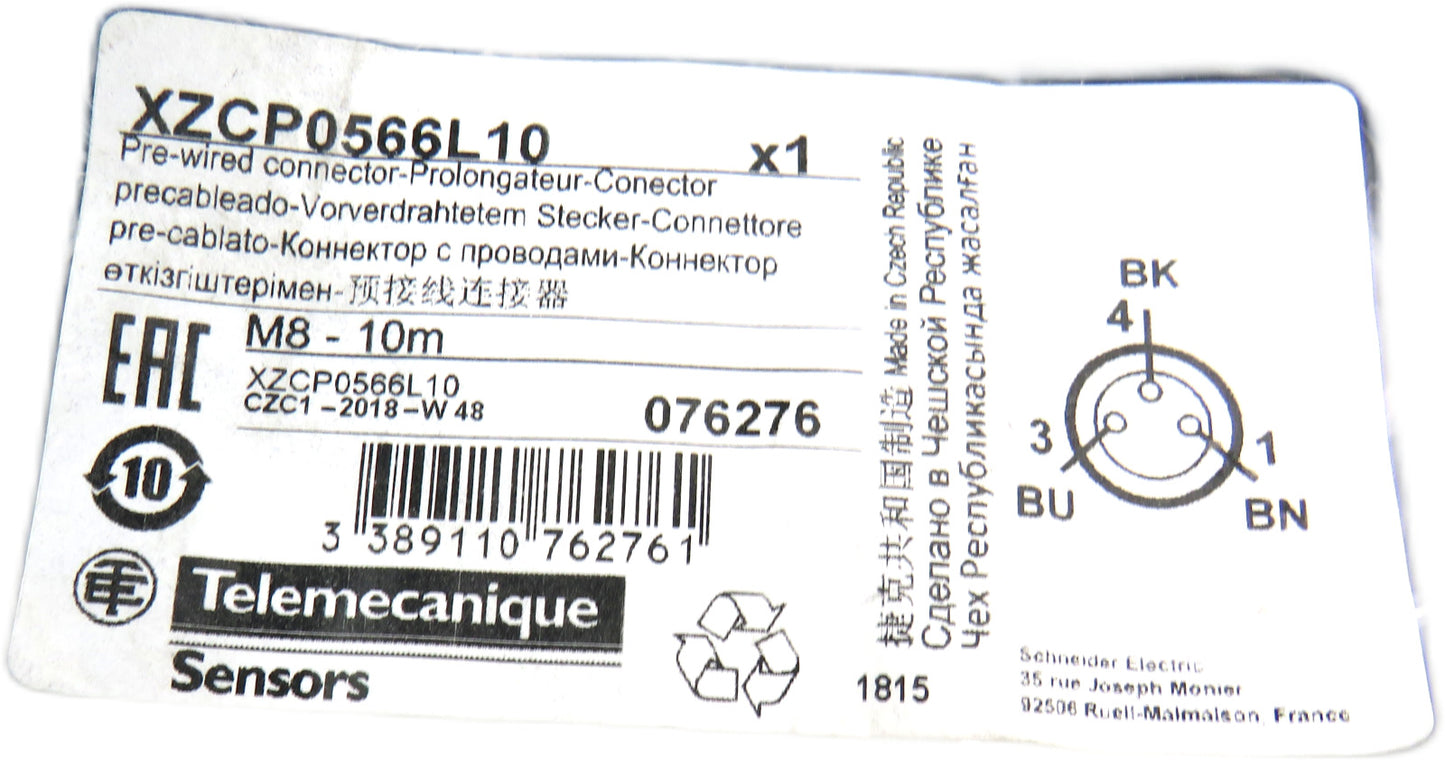 XZCP0566L10 x1
Pre-wired connector-Prolongateur-Conector
precableado-Vorverdrahtetem Stecker-Connettore
pre-cablato-Коннектор с проводами-Коннектор
өткізгіштерімен-预接线连接器
EAC M8 - 10m
XZCP0566L10
CZC1-2018-W 48 076276
10
3 389110 762761
Telemecanique
Sensors
1815
捷克共和国制造 Made in Czech Republic
Сделано в Чешской Республике
Чех Республикасында жасалған
BK
4
3
1
BU
BN
Schneider Electric
35 rue Joseph Monier
92506 Rueil-Malmaison, France